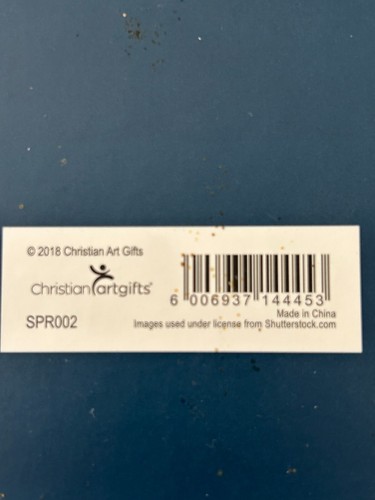 © 2018 Christian Art Gifts
Christian artgifts®
6 006937 144453
Made in China
SPR002
Images used under license from Shutterstock.com